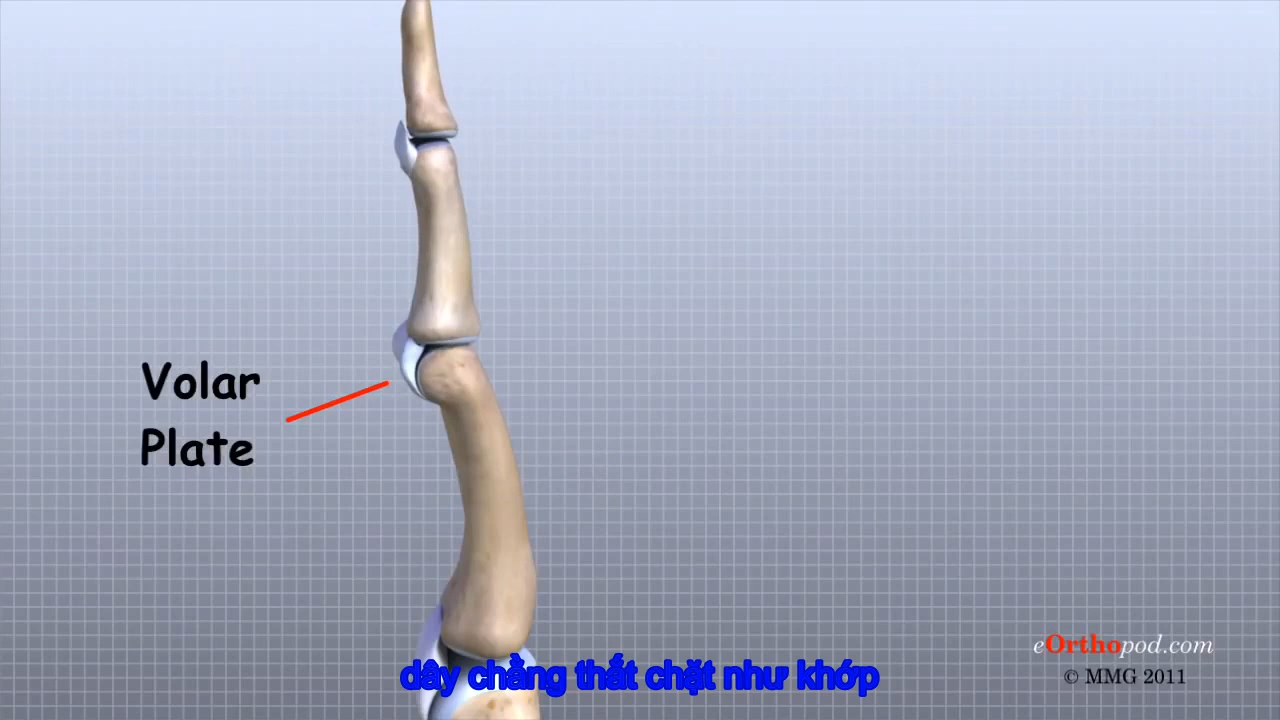 Volar
Plate
eOrthopod.com
© MMG 2011
dây chằng thắt chặt như khớp